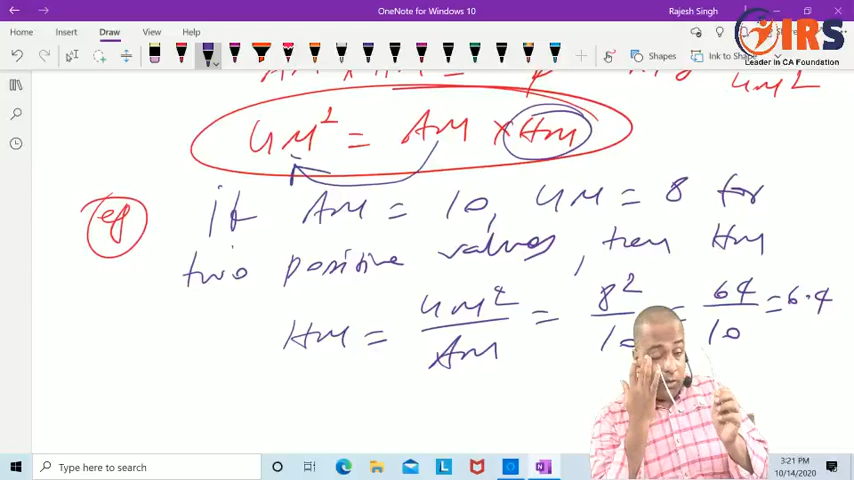 OneNote for Windows 10
Rajesh Singh
IRS
Leader in CA Foundation
Home Insert Draw View Help
Shapes Ink to Shape
GM² = AM × HM
eg if AM = 10, GM = 8 for
two positive values, then HM
HM = GM² / AM = 8² / 10 = 64 / 10 = 6.4
Type here to search
3:21 PM
10/14/2020